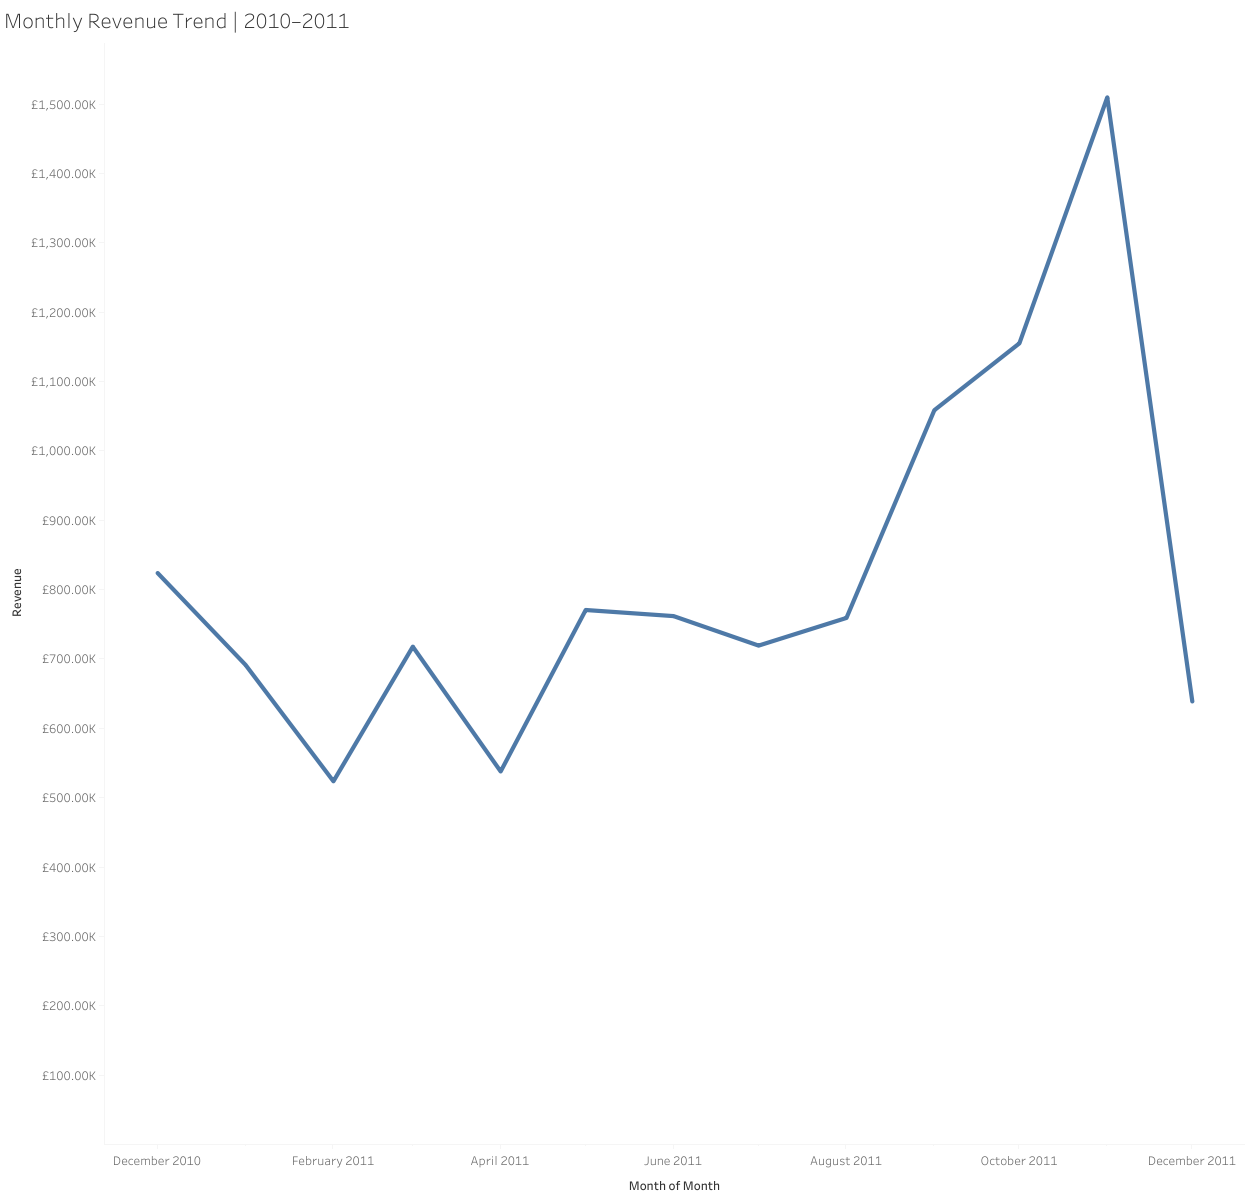 Monthly Revenue Trend | 2010–2011
£1,500.00K
£1,400.00K
£1,300.00K
£1,200.00K
£1,100.00K
£1,000.00K
£900.00K
£800.00K
£700.00K
£600.00K
£500.00K
£400.00K
£300.00K
£200.00K
£100.00K
Revenue
December 2010 February 2011 April 2011 June 2011 August 2011 October 2011 December 2011
Month of Month